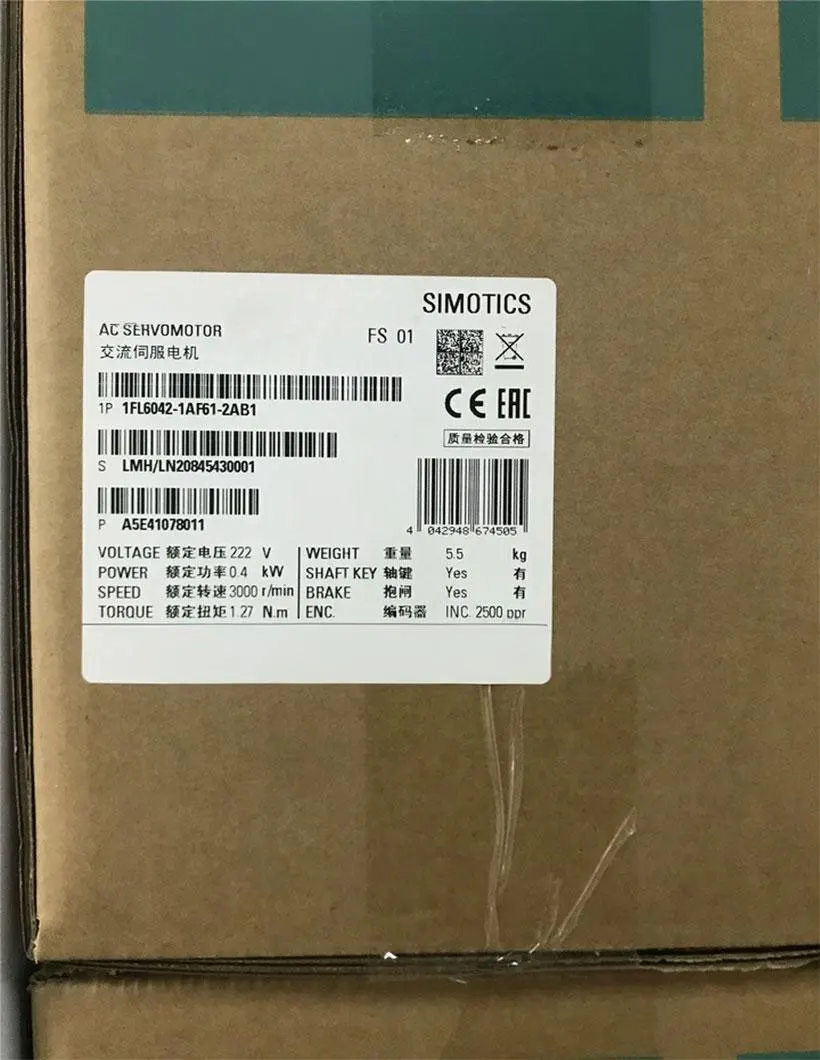 SIMOTICS
AC SERVOMOTOR
交流伺服电机
FS 01
1P 1FL6042-1AF61-2AB1
CE EAC
质量检验合格
S LMH/LN20845430001
P A5E41078011
4 042948 674505
VOLTAGE 额定电压 222 V
POWER 额定功率 0.4 kW
SPEED 额定转速 3000 r/min
TORQUE 额定扭矩 1.27 N.m
WEIGHT 重量 5.5 kg
SHAFT KEY 轴键 Yes 有
BRAKE 抱闸 Yes 有
ENC. 编码器 INC. 2500 ppr